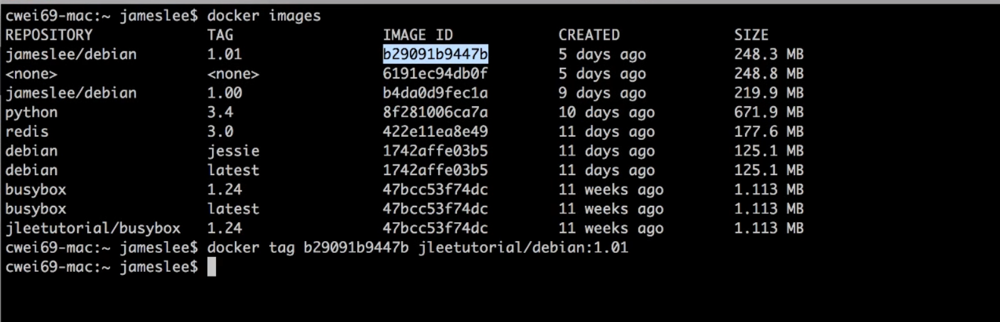 cwei69-mac:~ jameslee$ docker images
REPOSITORY TAG IMAGE ID CREATED SIZE
jameslee/debian 1.01 b29091b9447b 5 days ago 248.3 MB
<none> <none> 6191ec94db0f 5 days ago 248.8 MB
jameslee/debian 1.00 b4da0d9fec1a 9 days ago 219.9 MB
python 3.4 8f281006ca7a 10 days ago 671.9 MB
redis 3.0 422e11ea8e49 11 days ago 177.6 MB
debian jessie 1742affe03b5 11 days ago 125.1 MB
debian latest 1742affe03b5 11 days ago 125.1 MB
busybox 1.24 47bcc53f74dc 11 weeks ago 1.113 MB
busybox latest 47bcc53f74dc 11 weeks ago 1.113 MB
jleetutorial/busybox 1.24 47bcc53f74dc 11 weeks ago 1.113 MB
cwei69-mac:~ jameslee$ docker tag b29091b9447b jleetutorial/debian:1.01
cwei69-mac:~ jameslee$